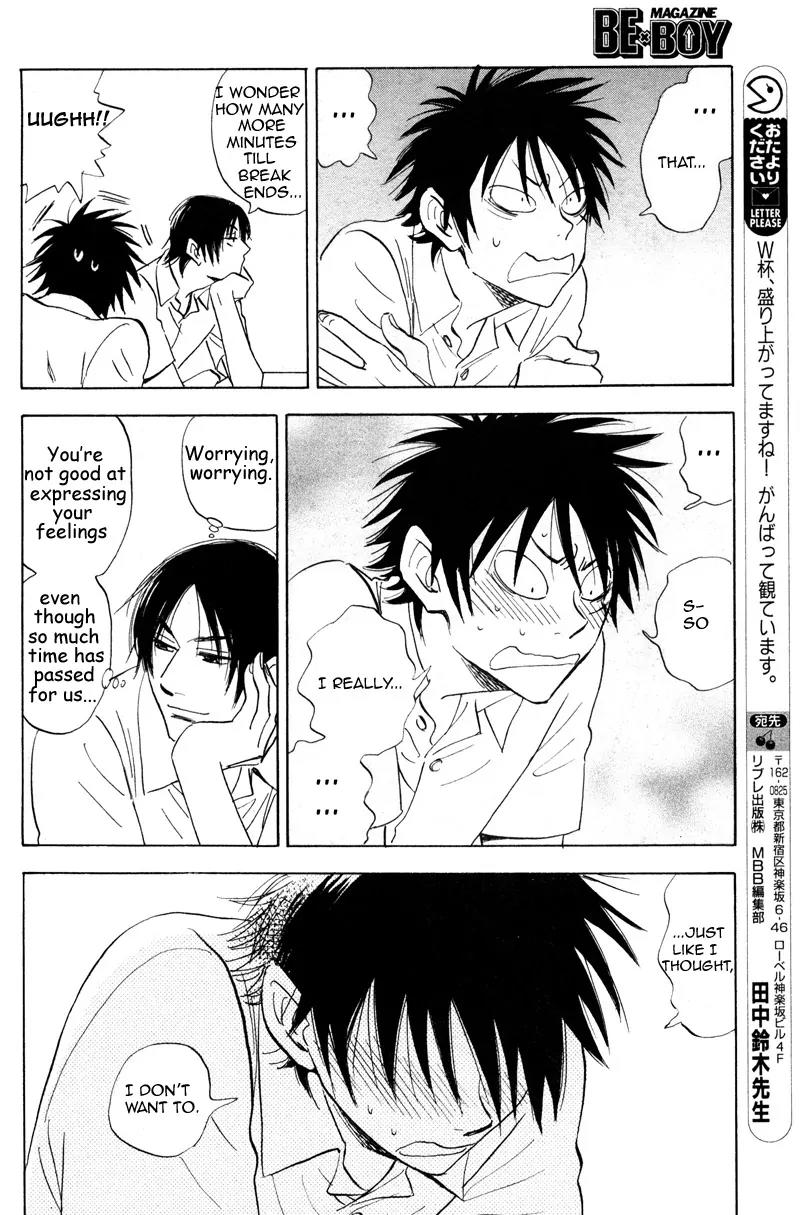 MAGAZINE
BE×BOY
...
THAT...
...
I WONDER
HOW MANY
MORE
MINUTES
TILL
BREAK
ENDS...
UUGHH!!
...
S-
SO
I REALLY...
...
...
Worrying,
worrying.
You're
not good at
expressing
your
feelings
even
though
so much
time has
passed
for us...
...JUST
LIKE I
THOUGHT,
I DON'T
WANT TO.
おたより
ください
LETTER
PLEASE
W杯、盛り上がってますね！がんばって観ています。
宛先
〒162-0825 東京都新宿区神楽坂6-46 ローベル神楽坂ビル4F
リブレ出版㈱ MBB編集部
田中鈴木先生